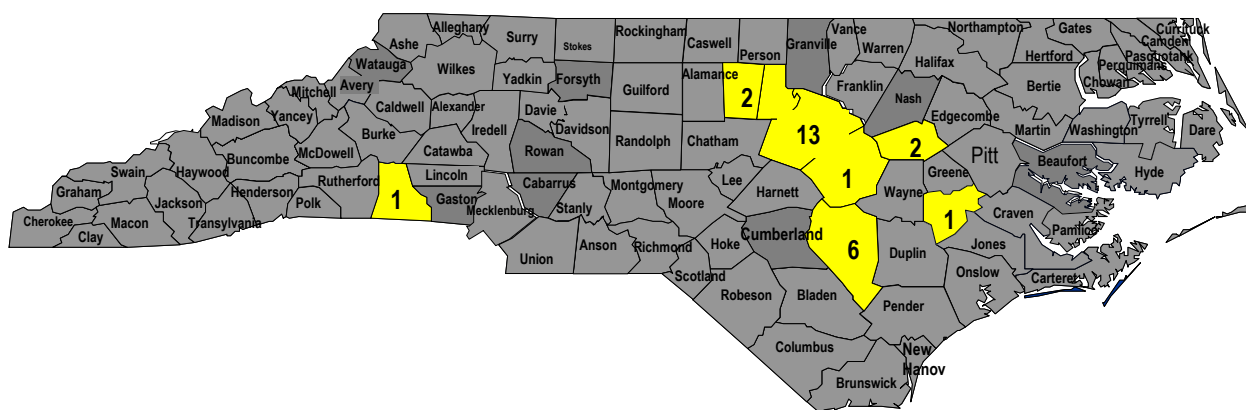 Alleghany
Ashe
Surry
Stokes
Rockingham
Caswell
Person
Granville
Vance
Warren
Northampton
Gates
Currituck
Camden
Pasquotank
Perquimans
Chowan
Hertford
Halifax
Watauga
Wilkes
Yadkin
Forsyth
Guilford
Alamance
2
Franklin
Nash
Bertie
Avery
Mitchell
Yancey
Madison
Caldwell
Alexander
Davie
Davidson
Iredell
Randolph
Chatham
13
Edgecombe
2
Martin
Washington
Tyrrell
Dare
Burke
McDowell
Buncombe
Haywood
Swain
Catawba
Rowan
Lincoln
Pitt
Beaufort
Hyde
Graham
Jackson
Henderson
Rutherford
Polk
1
Gaston
Cabarrus
Mecklenburg
Stanly
Montgomery
Moore
Lee
Harnett
1
Wayne
Greene
Cherokee
Macon
Clay
Transylvania
Union
Anson
Richmond
Hoke
Scotland
Cumberland
6
Duplin
1
Craven
Pamlico
Jones
Onslow
Carteret
Robeson
Bladen
Pender
Columbus
New
Hanov
Brunswick